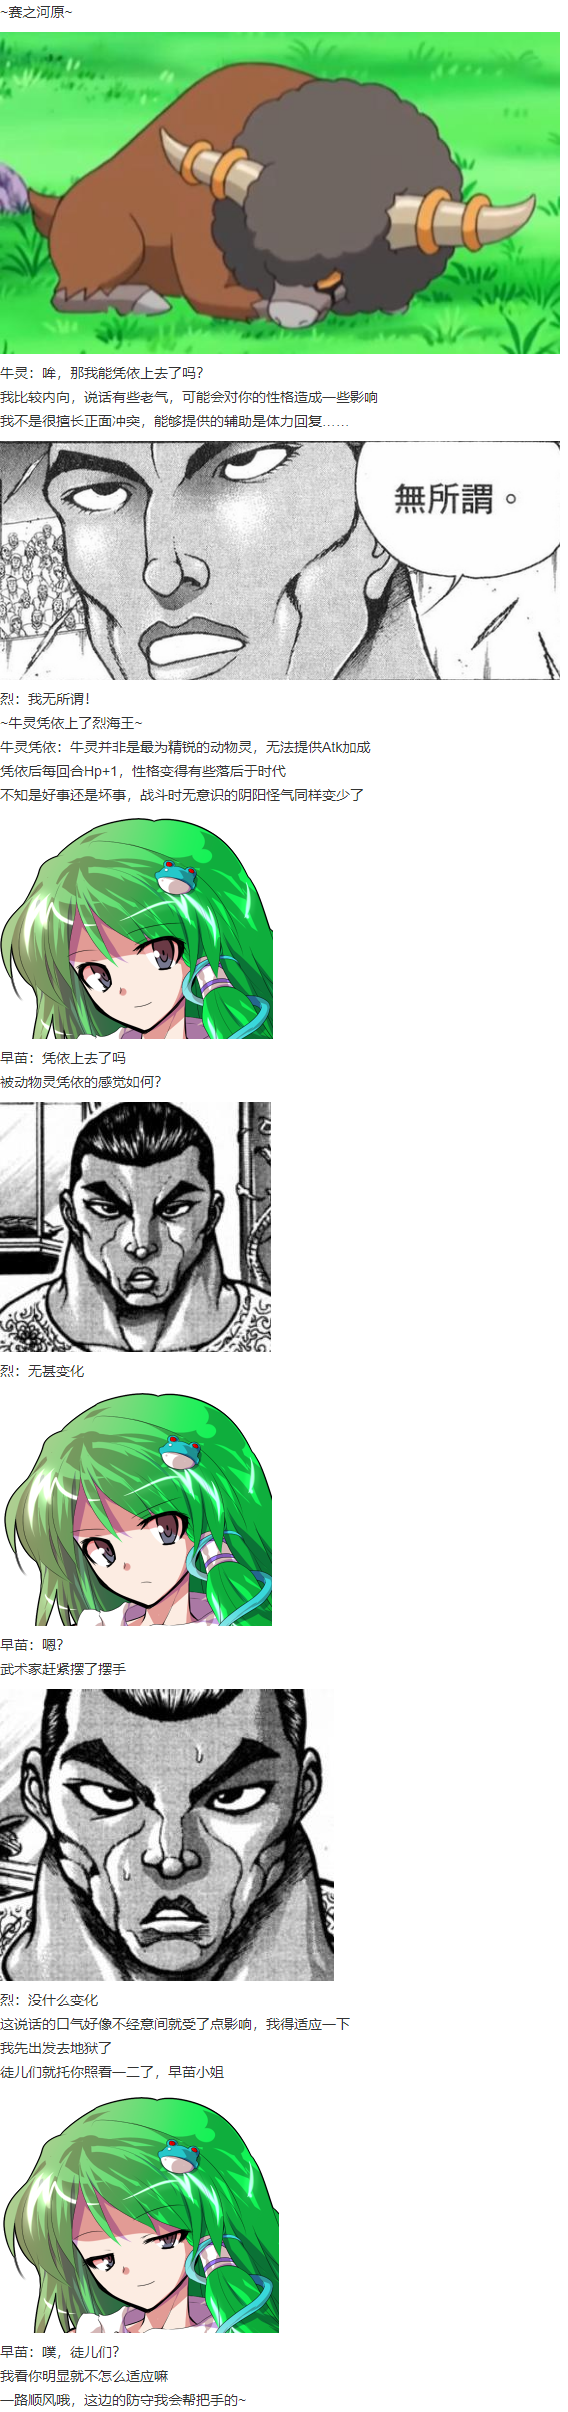 ~赛之河原~
牛灵：哞，那我能凭依上去了吗？
我比较内向，说话有些老气，可能会对你的性格造成一些影响
我不是很擅长正面冲突，能够提供的辅助是体力回复……
無所謂。
烈：我无所谓！
~牛灵凭依上了烈海王~
牛灵凭依：牛灵并非是最为精锐的动物灵，无法提供Atk加成
凭依后每回合Hp+1，性格变得有些落后于时代
不知是好事还是坏事，战斗时无意识的阴阳怪气同样变少了
早苗：凭依上去了吗
被动物灵凭依的感觉如何？
烈：无甚变化
早苗：嗯？
武术家赶紧摆了摆手
烈：没什么变化
这说话的口气好像不经意间就受了点影响，我得适应一下
我先出发去地狱了
徒儿们就托你照看一二了，早苗小姐
早苗：噗，徒儿们？
我看你明显就不怎么适应嘛
一路顺风哦，这边的防守我会帮把手的~